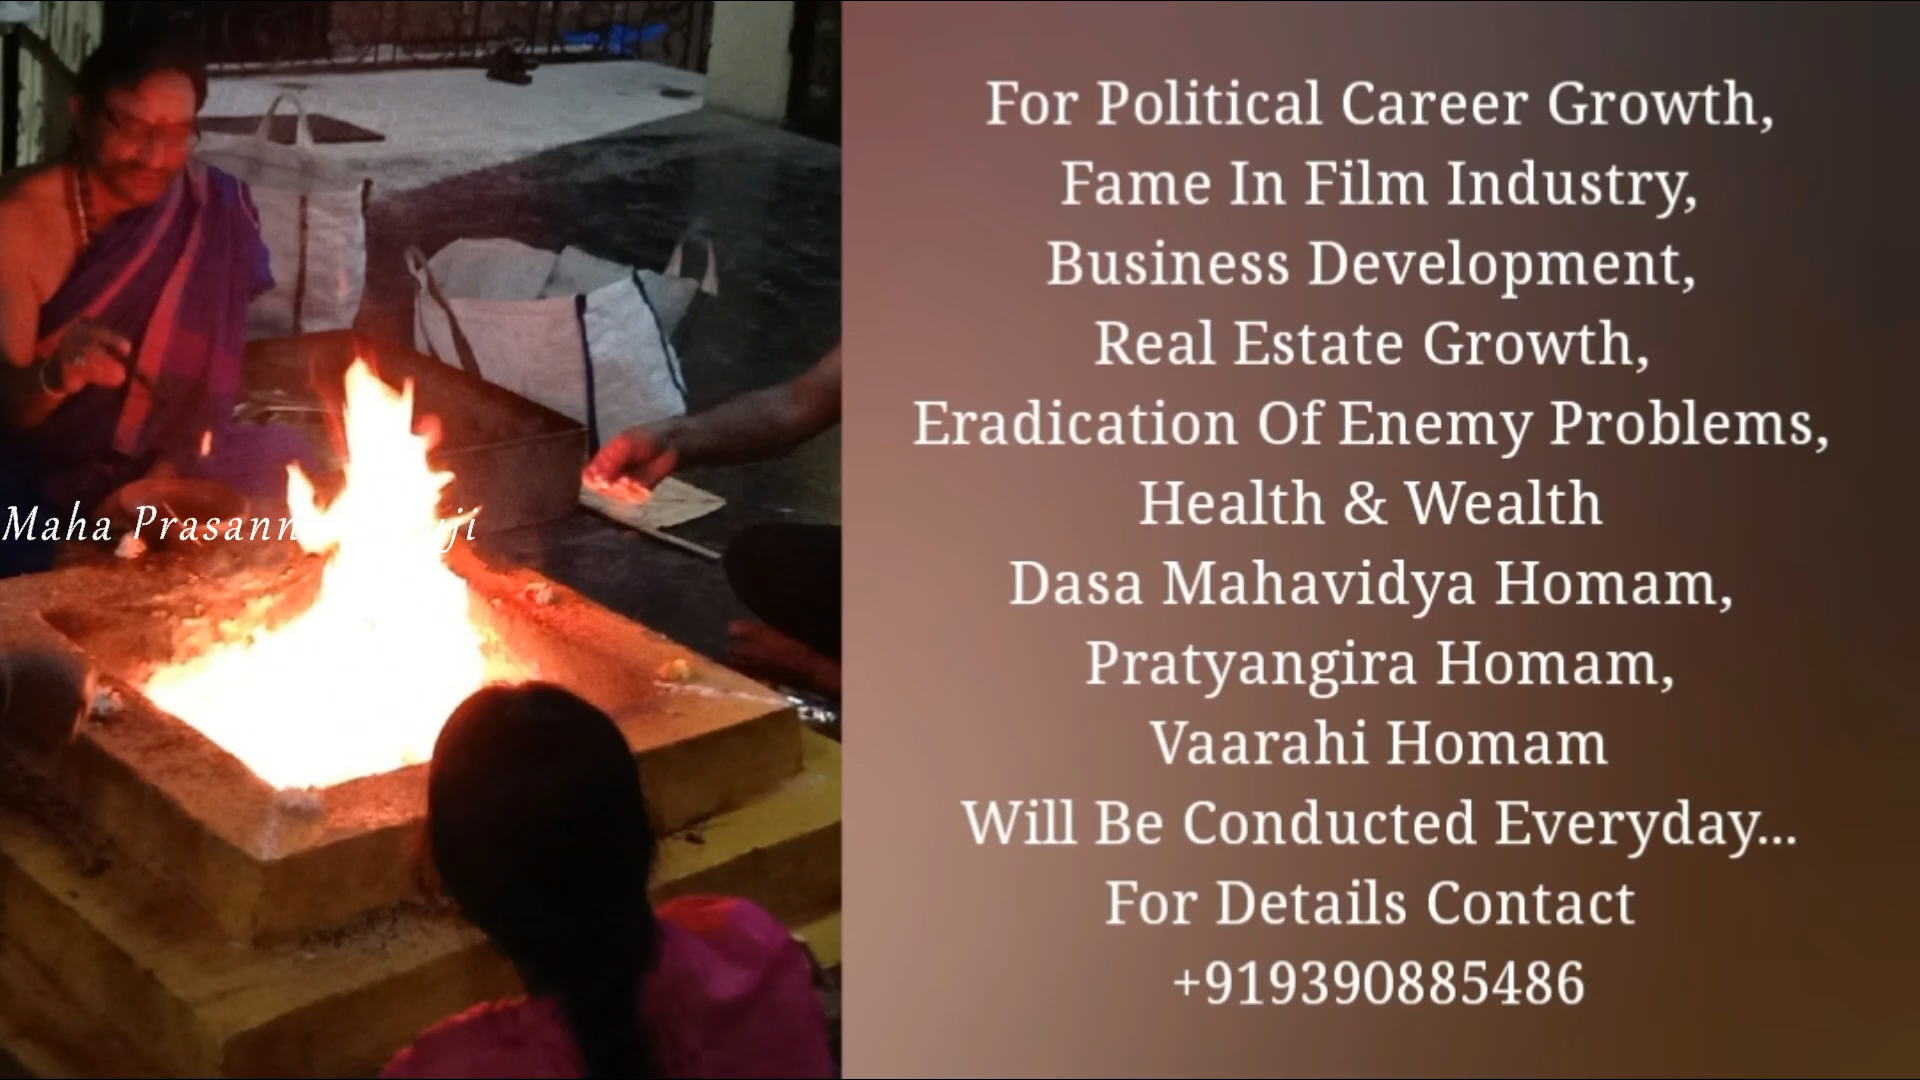 Maha Prasann
For Political Career Growth,
Fame In Film Industry,
Business Development,
Real Estate Growth,
Eradication Of Enemy Problems,
Health & Wealth
Dasa Mahavidya Homam,
Pratyangira Homam,
Vaarahi Homam
Will Be Conducted Everyday...
For Details Contact
+919390885486